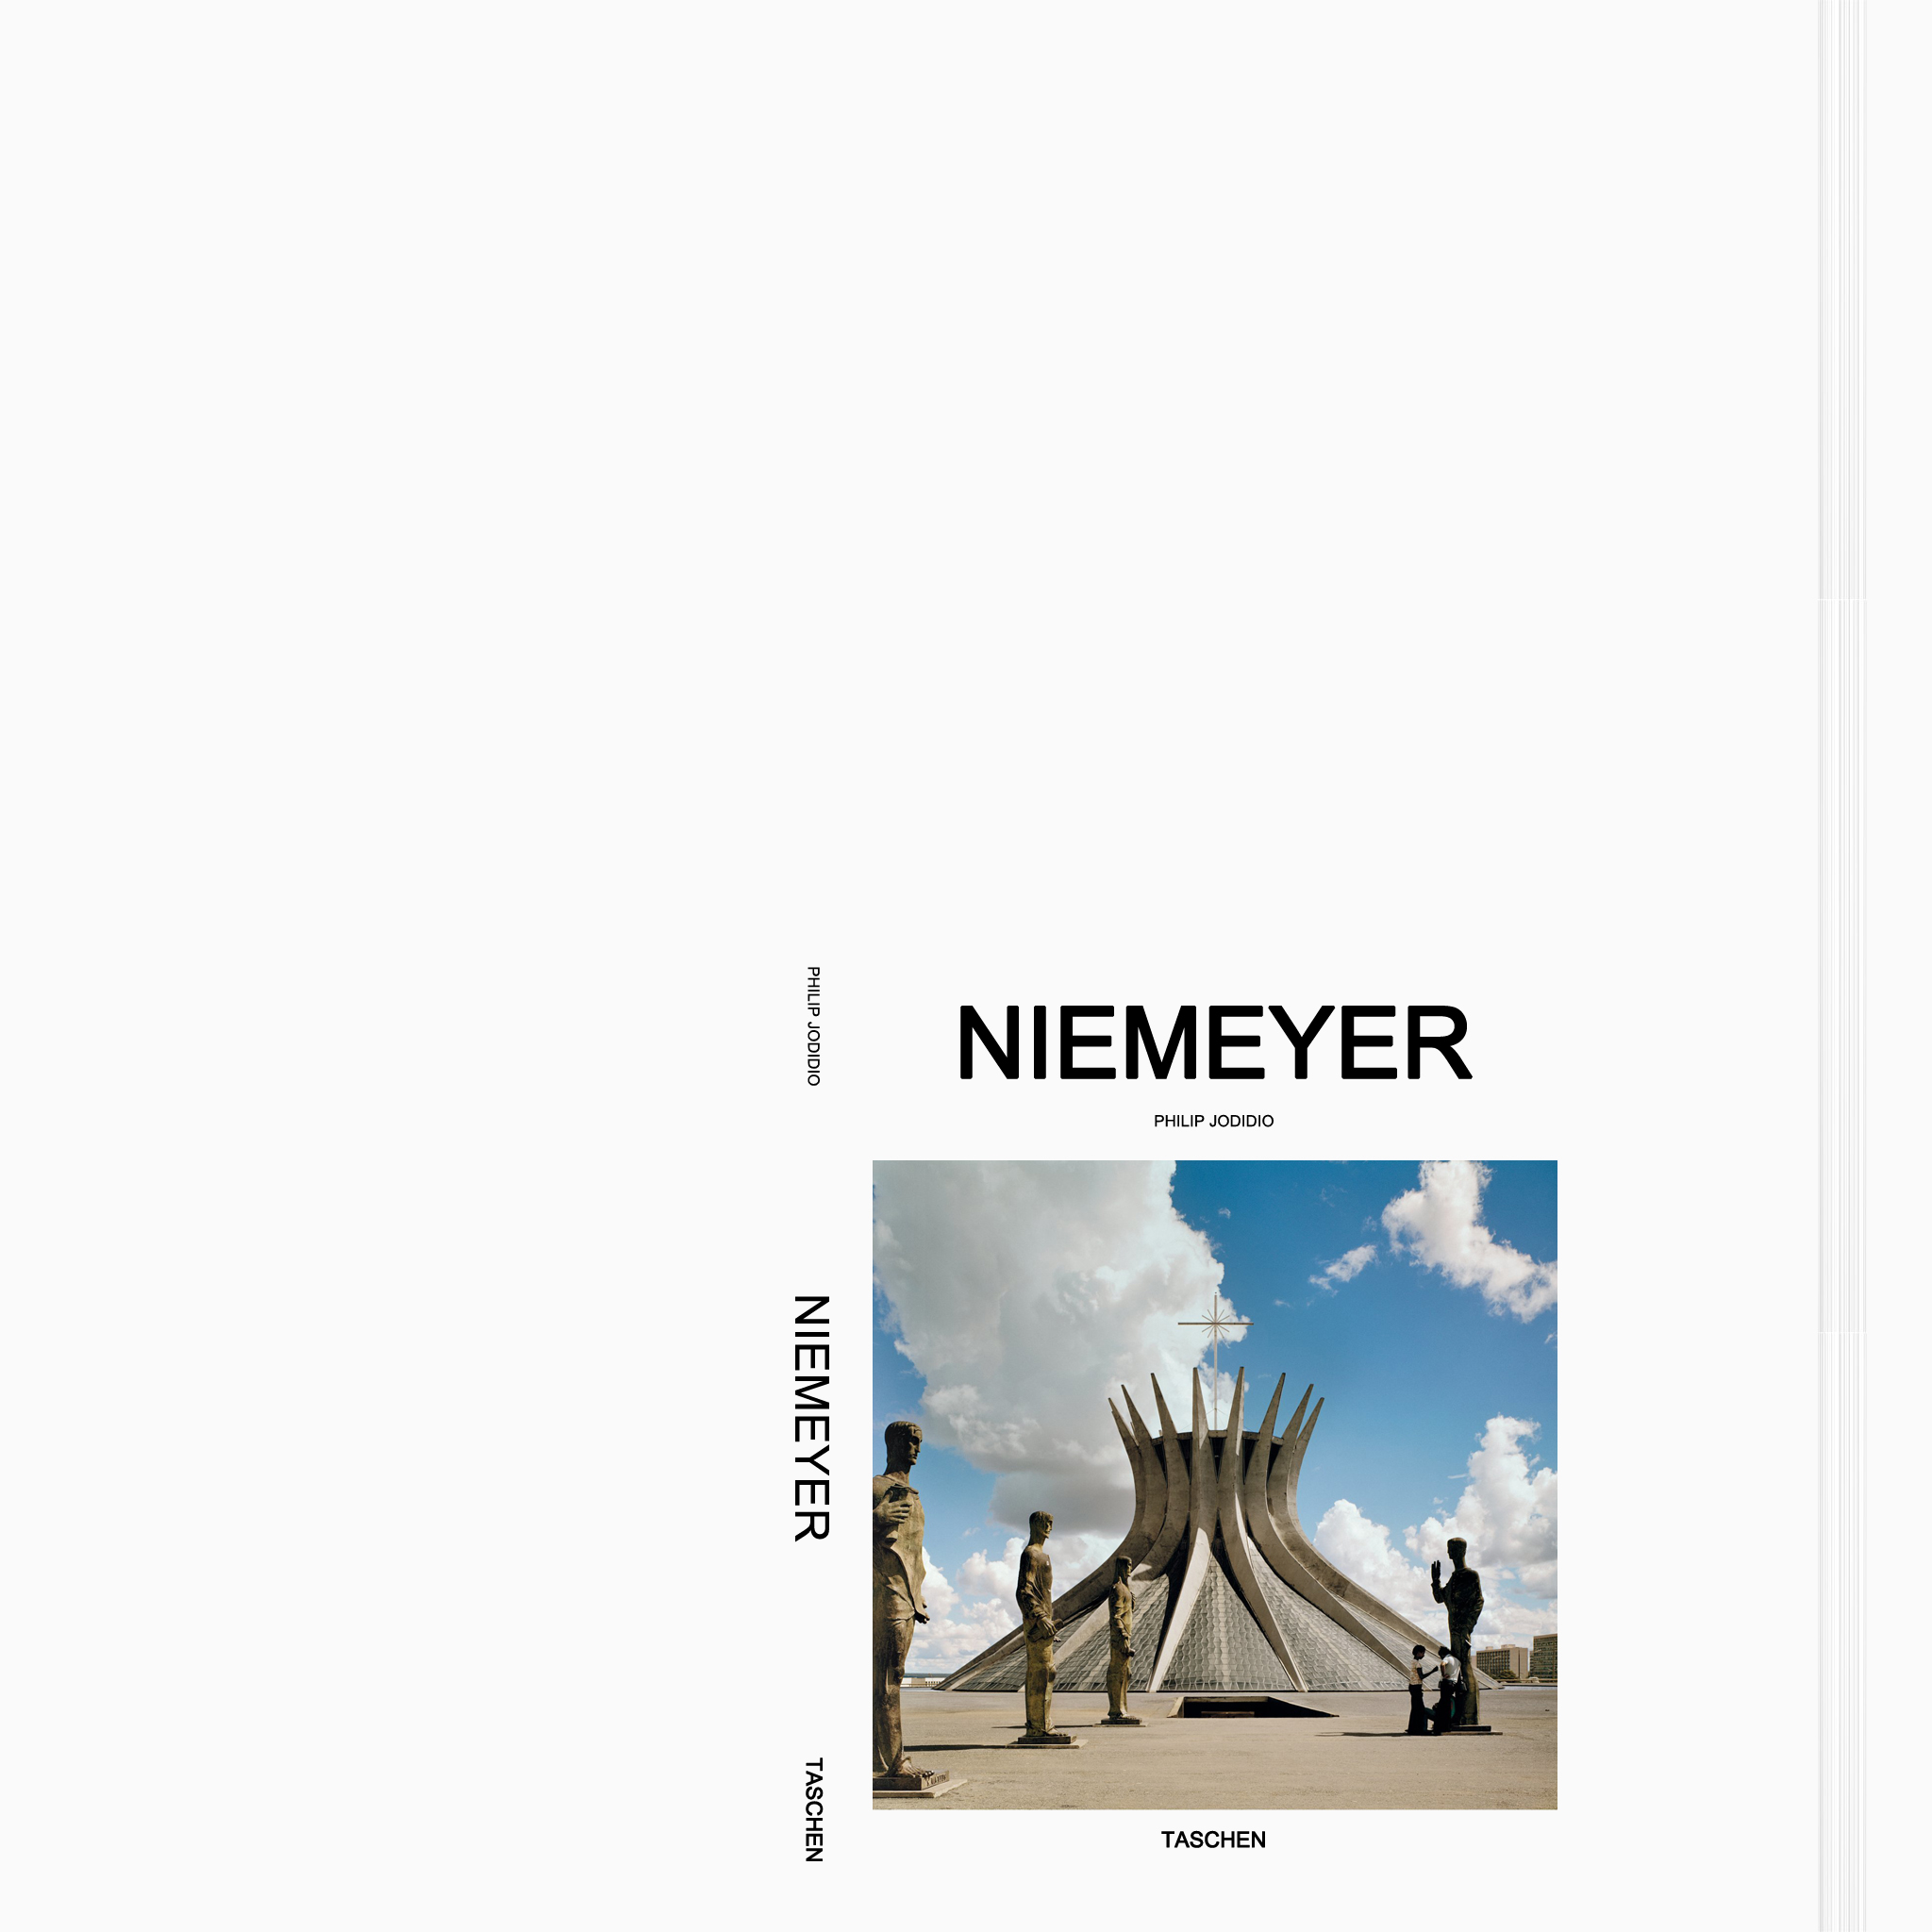 PHILIP JODIDIO
NIEMEYER
TASCHEN
NIEMEYER
PHILIP JODIDIO
TASCHEN